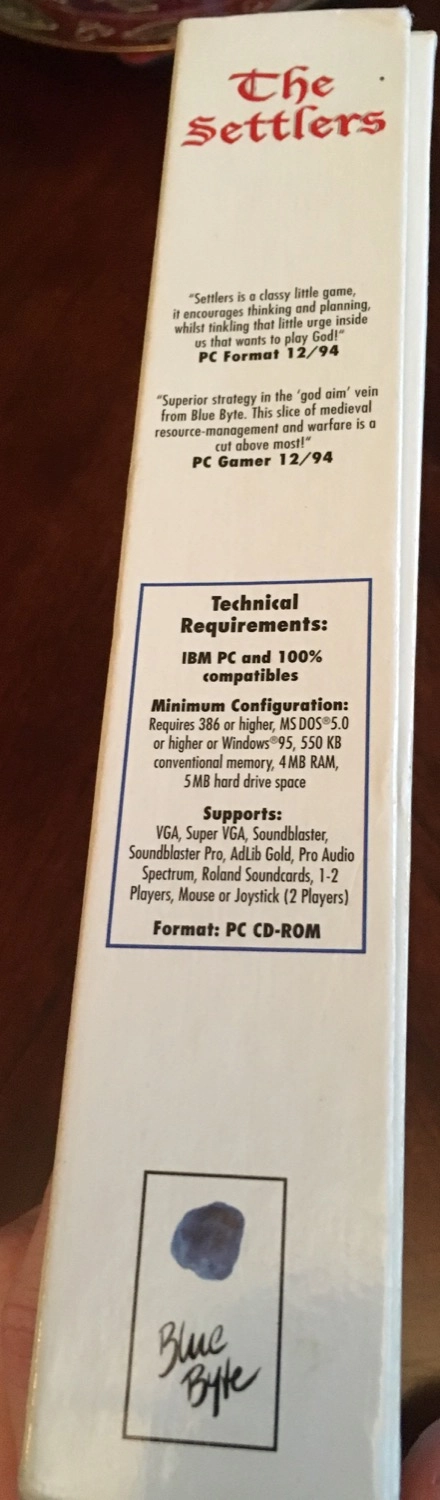 The
Settlers
"Settlers is a classy little game,
it encourages thinking and planning,
whilst tinkling that little urge inside
us that wants to play God!"
PC Format 12/94
"Superior strategy in the 'god aim' vein
from Blue Byte. This slice of medieval
resource-management and warfare is a
cut above most!"
PC Gamer 12/94
Technical
Requirements:
IBM PC and 100%
compatibles
Minimum Configuration:
Requires 386 or higher, MS DOS®5.0
or higher or Windows®95, 550 KB
conventional memory, 4MB RAM,
5MB hard drive space
Supports:
VGA, Super VGA, Soundblaster,
Soundblaster Pro, AdLib Gold, Pro Audio
Spectrum, Roland Soundcards, 1-2
Players, Mouse or Joystick (2 Players)
Format: PC CD-ROM
Blue
Byte